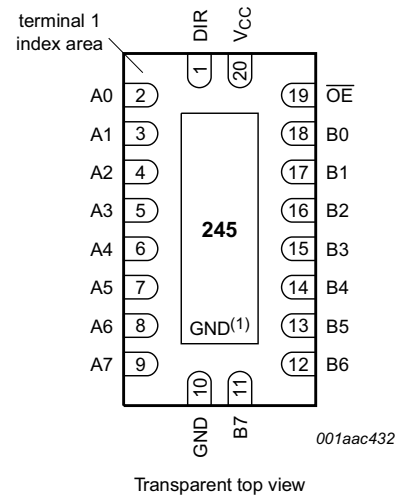 terminal 1
index area
DIR
VCC
1
20
A0 2 19 OE
A1 3 18 B0
A2 4 17 B1
A3 5 16 B2
245
A4 6 15 B3
A5 7 14 B4
A6 8 13 B5
GND(1)
A7 9 12 B6
10
11
GND
B7
001aac432
Transparent top view